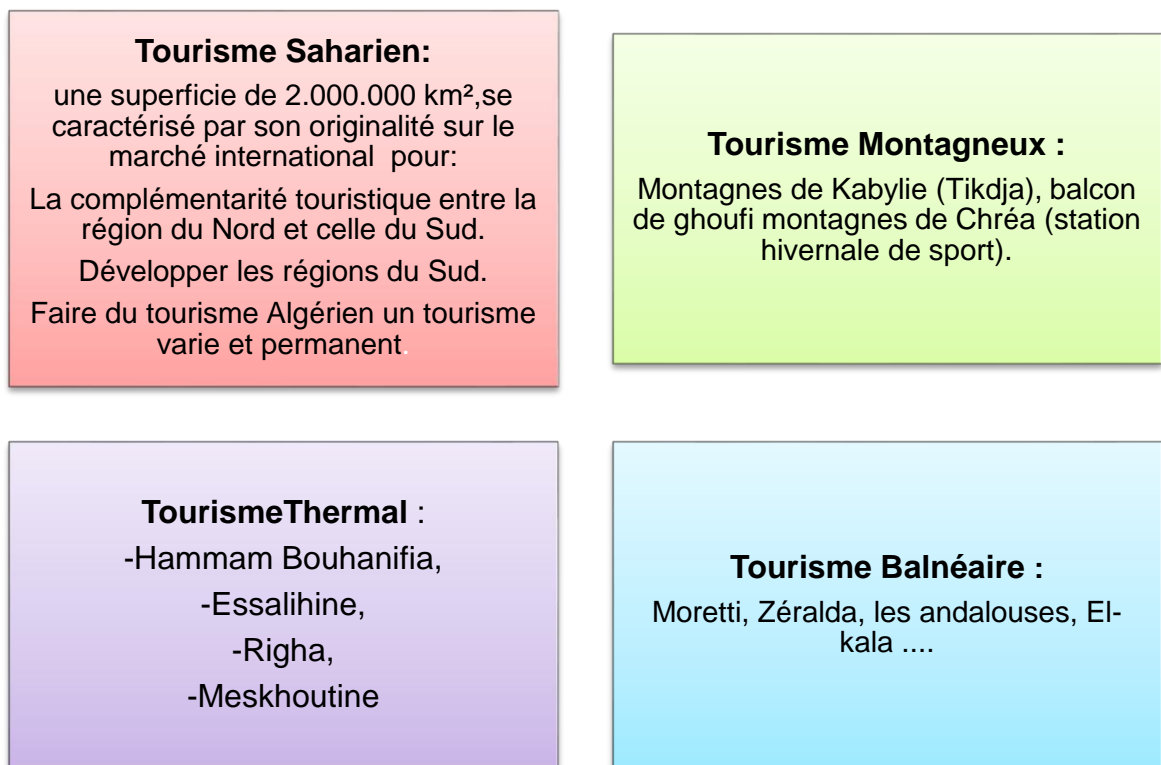 Tourisme Saharien:
une superficie de 2.000.000 km²,se
caractérisé par son originalité sur le
marché international  pour:
La complémentarité touristique entre la
région du Nord et celle du Sud.
Développer les régions du Sud.
Faire du tourisme Algérien un tourisme
varie et permanent.
Tourisme Montagneux :
Montagnes de Kabylie (Tikdja), balcon
de ghoufi montagnes de Chréa (station
hivernale de sport).
TourismeThermal :
-Hammam Bouhanifia,
-Essalihine,
-Righa,
-Meskhoutine
Tourisme Balnéaire :
Moretti, Zéralda, les andalouses, El-
kala ....